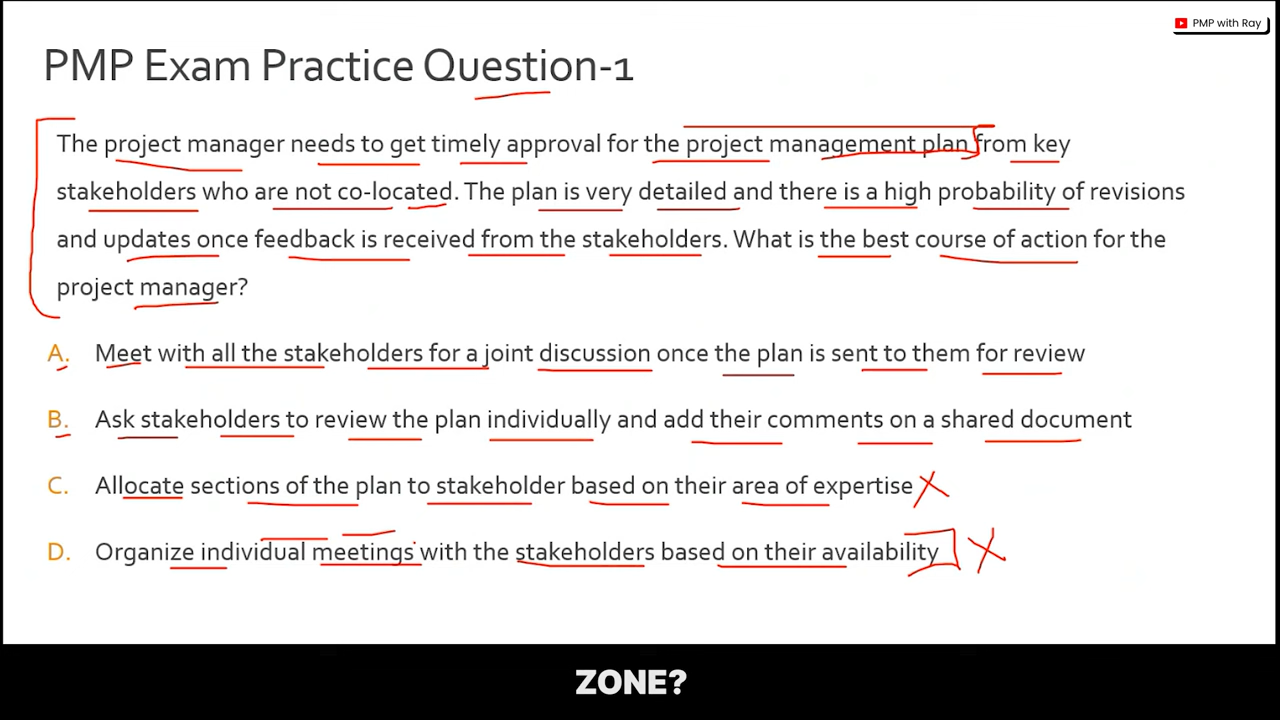 PMP with Ray
PMP Exam Practice Question-1
The project manager needs to get timely approval for the project management plan from key
stakeholders who are not co-located. The plan is very detailed and there is a high probability of revisions
and updates once feedback is received from the stakeholders. What is the best course of action for the
project manager?
A. Meet with all the stakeholders for a joint discussion once the plan is sent to them for review
B. Ask stakeholders to review the plan individually and add their comments on a shared document
C. Allocate sections of the plan to stakeholder based on their area of expertise
D. Organize individual meetings with the stakeholders based on their availability
ZONE?